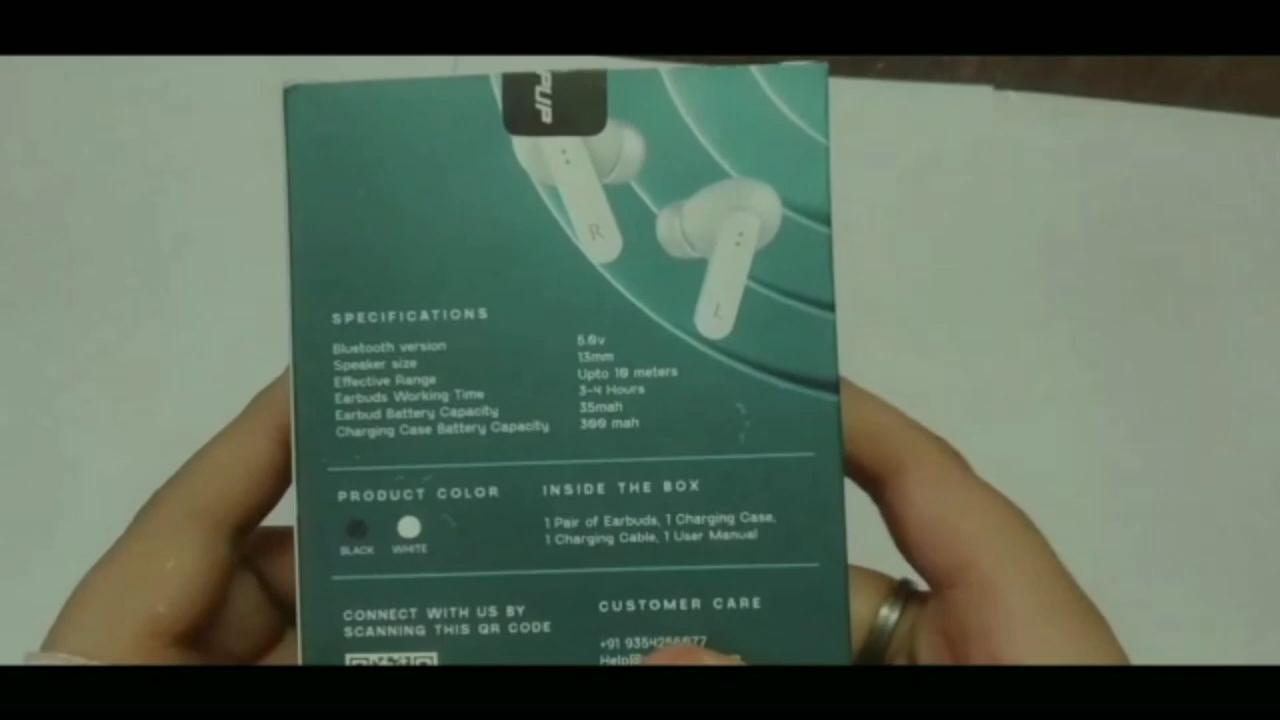 PUP
R
L
SPECIFICATIONS
Bluetooth version 5.0v
Speaker size 13mm
Effective Range Upto 10 meters
Earbuds Working Time 3-4 Hours
Earbud Battery Capacity 35mah
Charging Case Battery Capacity 300 mah
PRODUCT COLOR
BLACK WHITE
INSIDE THE BOX
1 Pair of Earbuds, 1 Charging Case,
1 Charging Cable, 1 User Manual
CONNECT WITH US BY
SCANNING THIS QR CODE
CUSTOMER CARE
+91
Help@